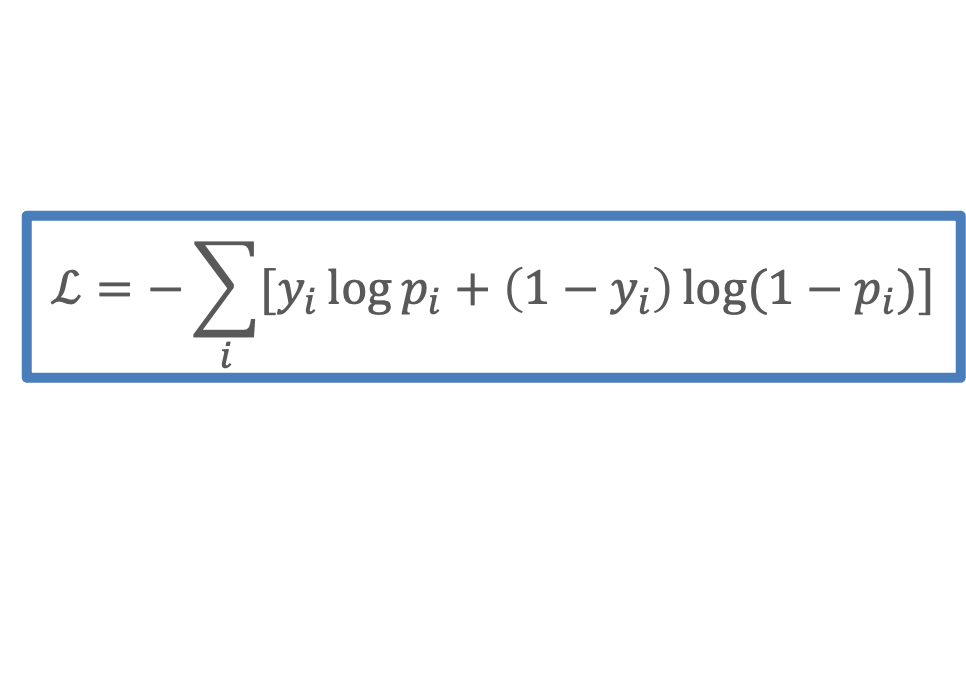 ℒ = − ∑_i [y_i log p_i + (1 − y_i) log(1 − p_i)]